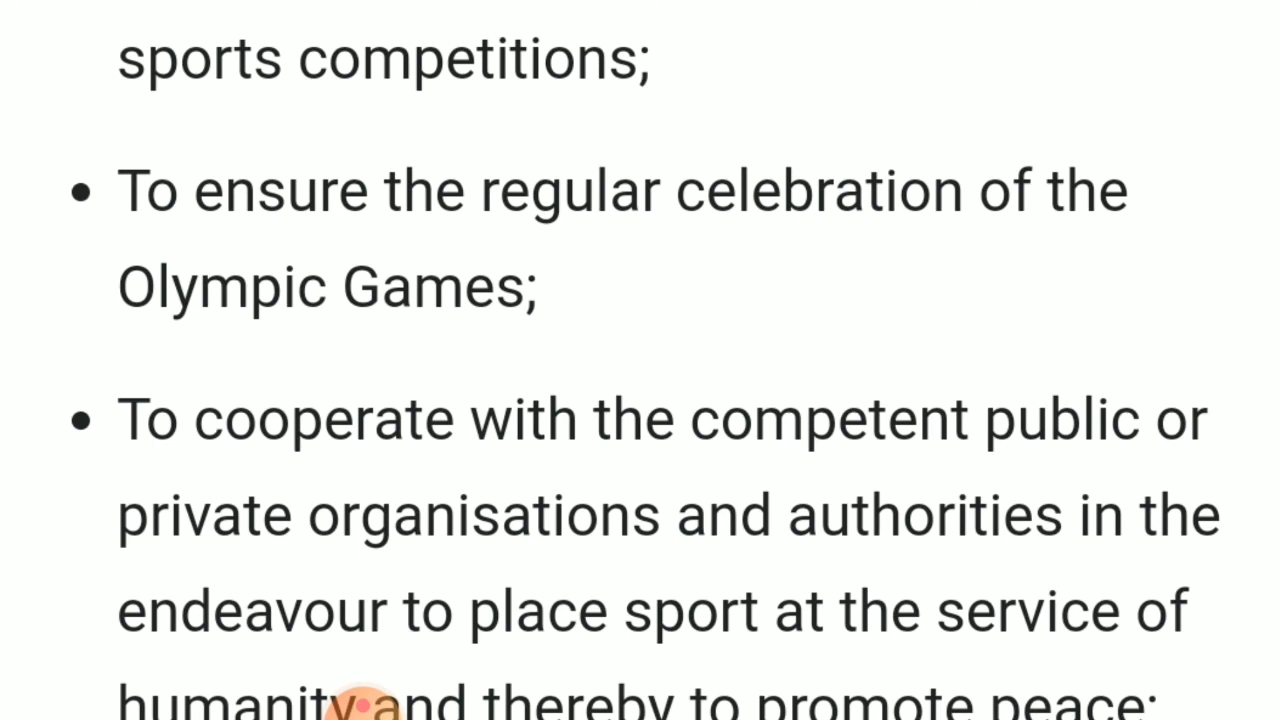 sports competitions;
• To ensure the regular celebration of the
Olympic Games;
• To cooperate with the competent public or
private organisations and authorities in the
endeavour to place sport at the service of
humanity and thereby to promote peace;